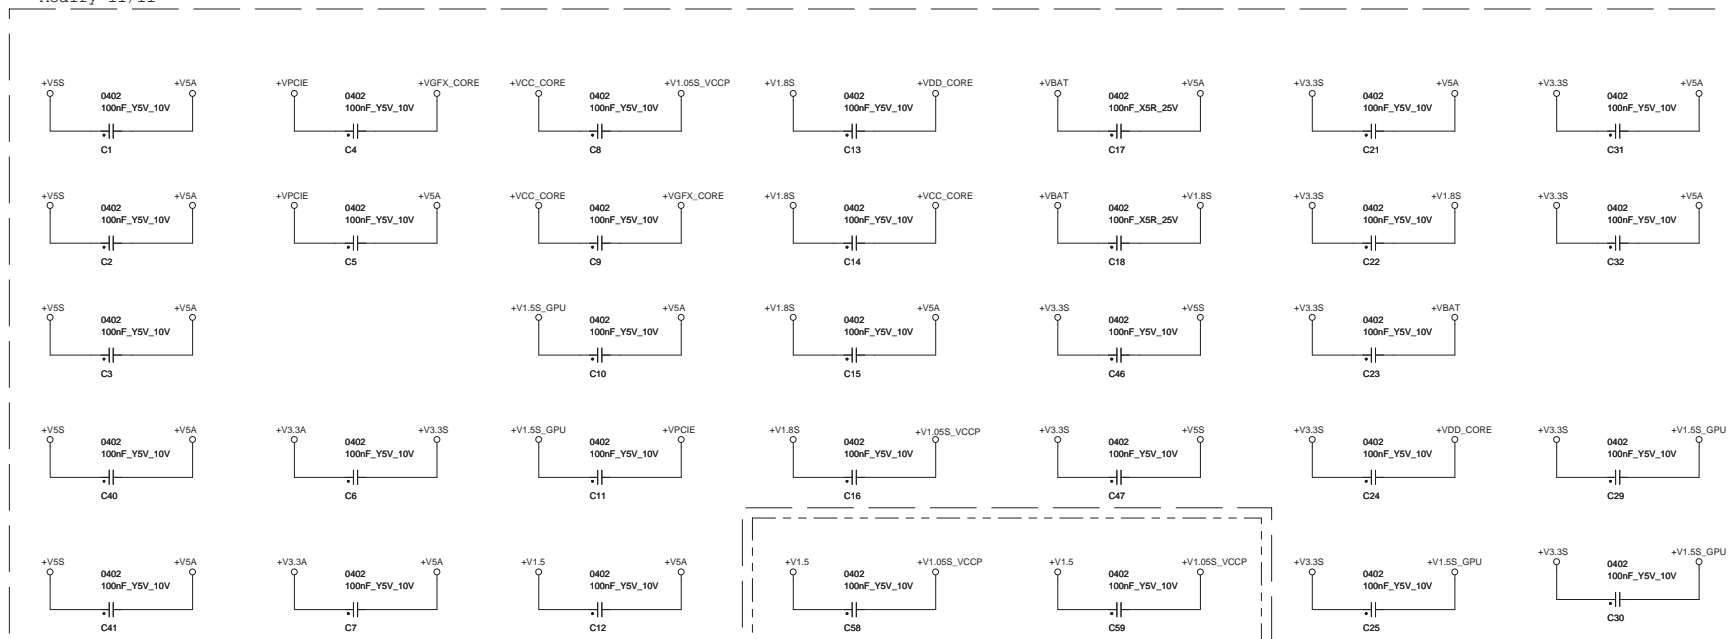 Modify 11/11
+V5S +V5A +VPCIE +VGFX_CORE +VCC_CORE +V1.05S_VCCP +V1.8S +VDD_CORE +VBAT +V5A +V3.3S +V5A +V3.3S +V5A
0402 0402 0402 0402 0402 0402 0402
100nF_Y5V_10V 100nF_Y5V_10V 100nF_Y5V_10V 100nF_Y5V_10V 100nF_X5R_25V 100nF_Y5V_10V 100nF_Y5V_10V
C1 C4 C8 C13 C17 C21 C31
+V5S +V5A +VPCIE +V5A +VCC_CORE +VGFX_CORE +V1.8S +VCC_CORE +VBAT +V1.8S +V3.3S +V1.8S +V3.3S +V5A
0402 0402 0402 0402 0402 0402 0402
100nF_Y5V_10V 100nF_Y5V_10V 100nF_Y5V_10V 100nF_Y5V_10V 100nF_X5R_25V 100nF_Y5V_10V 100nF_Y5V_10V
C2 C5 C9 C14 C18 C22 C32
+V5S +V5A +V1.5S_GPU +V5A +V1.8S +V5A +V3.3S +V5S +V3.3S +VBAT
0402 0402 0402 0402 0402
100nF_Y5V_10V 100nF_Y5V_10V 100nF_Y5V_10V 100nF_Y5V_10V 100nF_Y5V_10V
C3 C10 C15 C46 C23
+V5S +V5A +V3.3A +V3.3S +V1.5S_GPU +VPCIE +V1.8S +V1.05S_VCCP +V3.3S +V5S +V3.3S +VDD_CORE +V3.3S +V1.5S_GPU
0402 0402 0402 0402 0402 0402 0402
100nF_Y5V_10V 100nF_Y5V_10V 100nF_Y5V_10V 100nF_Y5V_10V 100nF_Y5V_10V 100nF_Y5V_10V 100nF_Y5V_10V
C40 C6 C11 C16 C47 C24 C29
+V5S +V5A +V3.3A +V5A +V1.5 +V5A +V1.5 +V1.05S_VCCP +V1.5 +V1.05S_VCCP +V3.3S +V1.5S_GPU +V3.3S +V1.5S_GPU
0402 0402 0402 0402 0402 0402 0402
100nF_Y5V_10V 100nF_Y5V_10V 100nF_Y5V_10V 100nF_Y5V_10V 100nF_Y5V_10V 100nF_Y5V_10V 100nF_Y5V_10V
C41 C7 C12 C58 C59 C25 C30